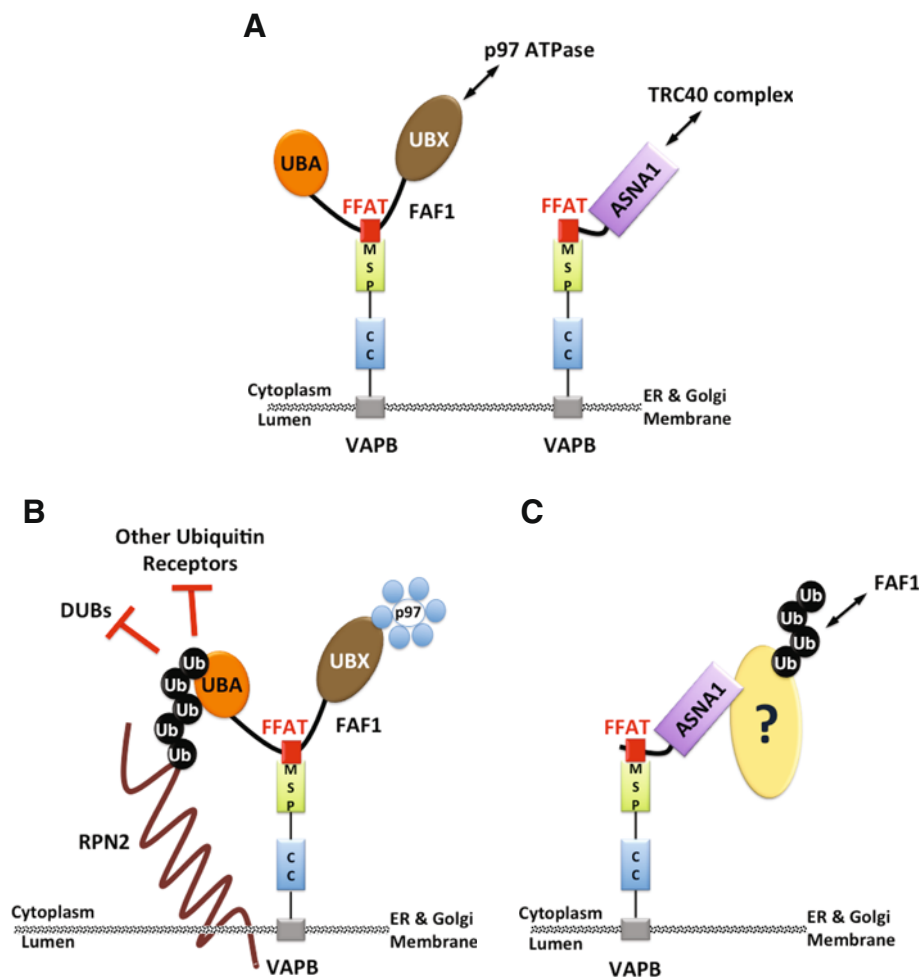 A
p97 ATPase
TRC40 complex
UBA
UBX
ASNA1
FFAT
FAF1
FFAT
M
S
P
M
S
P
C
C
C
C
Cytoplasm
Lumen
ER & Golgi
Membrane
VAPB
VAPB
B
C
Other Ubiquitin
Receptors
DUBs
p97
Ub
Ub
Ub
Ub
Ub
UBA
UBX
FFAT
FAF1
M
S
P
RPN2
C
C
Cytoplasm
Lumen
ER & Golgi
Membrane
VAPB
Ub
Ub
Ub
Ub
FAF1
ASNA1
?
FFAT
M
S
P
C
C
Cytoplasm
Lumen
ER & Golgi
Membrane
VAPB